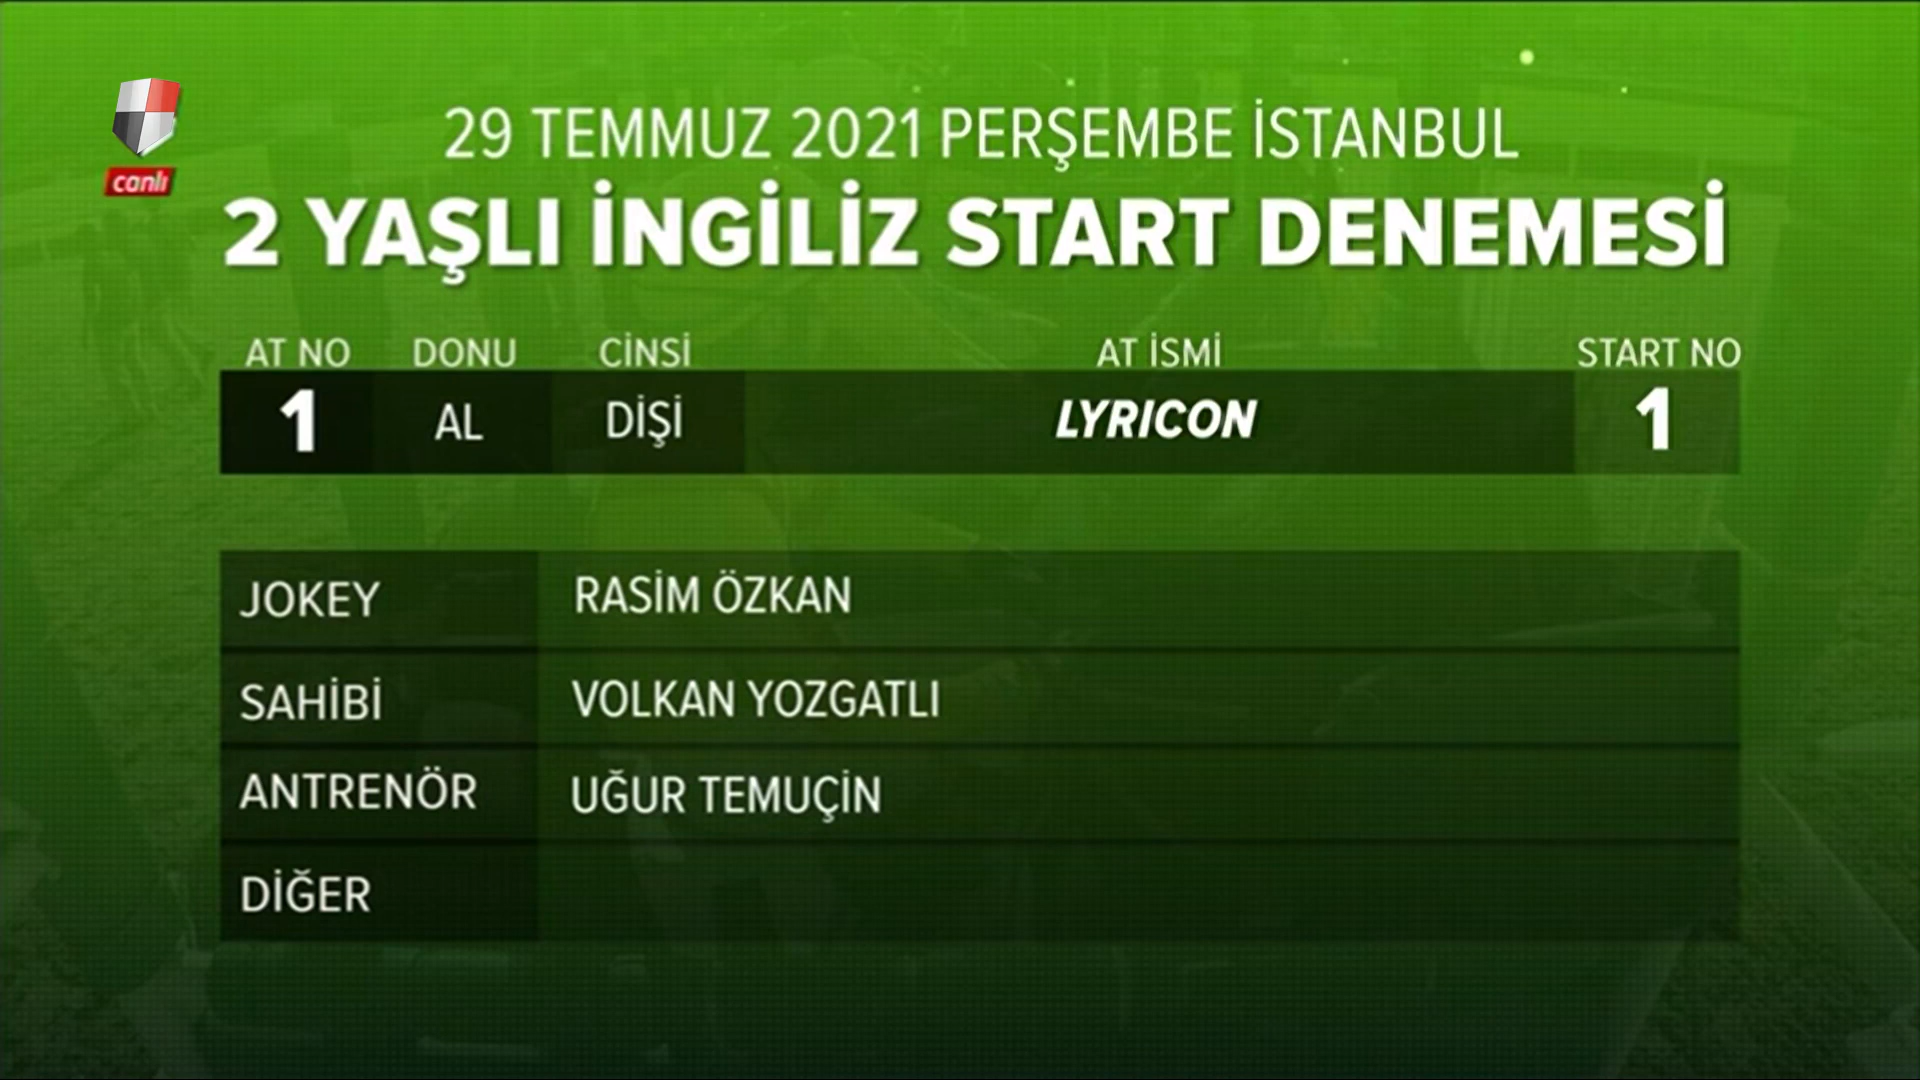 canlı
29 TEMMUZ 2021 PERŞEMBE İSTANBUL
2 YAŞLI İNGİLİZ START DENEMESİ
AT NO DONU CİNSİ AT İSMİ START NO
1 AL DİŞİ LYRICON 1
JOKEY RASİM ÖZKAN
SAHİBİ VOLKAN YOZGATLI
ANTRENÖR UĞUR TEMUÇİN
DİĞER